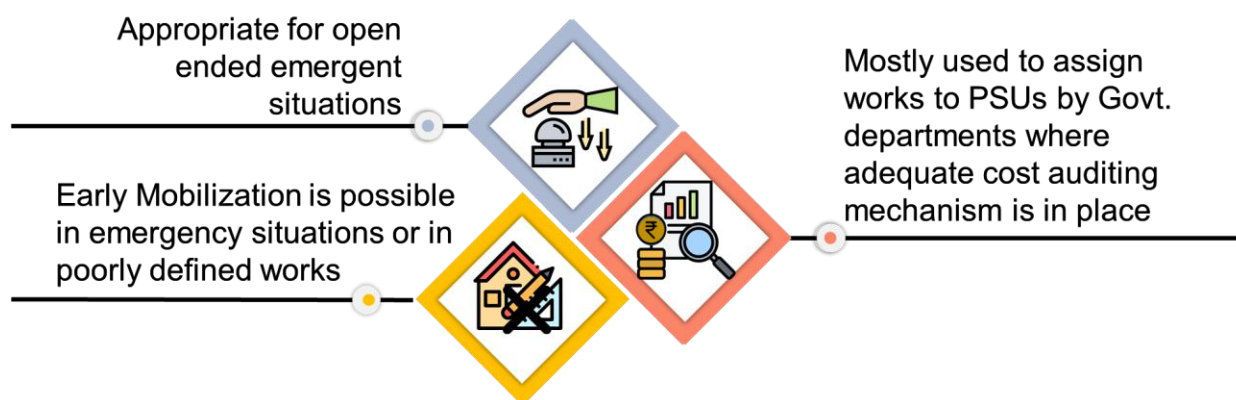 Appropriate for open
ended emergent
situations
Early Mobilization is possible
in emergency situations or in
poorly defined works
Mostly used to assign
works to PSUs by Govt.
departments where
adequate cost auditing
mechanism is in place
₹